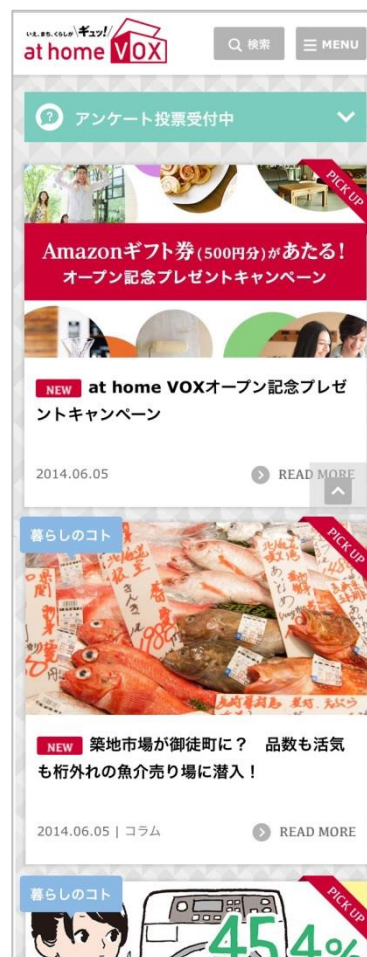 いえ、まち、くらしがギュッ!
at home VOX
検索
MENU
? アンケート投票受付中
PICK UP
Amazonギフト券(500円分)があたる!
オープン記念プレゼントキャンペーン
NEW at home VOXオープン記念プレゼ
ントキャンペーン
2014.06.05 READ MORE
暮らしのコト
PICK UP
きんき
NEW 築地市場が御徒町に? 品数も活気
も桁外れの魚介売り場に潜入!
2014.06.05 | コラム READ MORE
暮らしのコト
PICK UP
45.4%